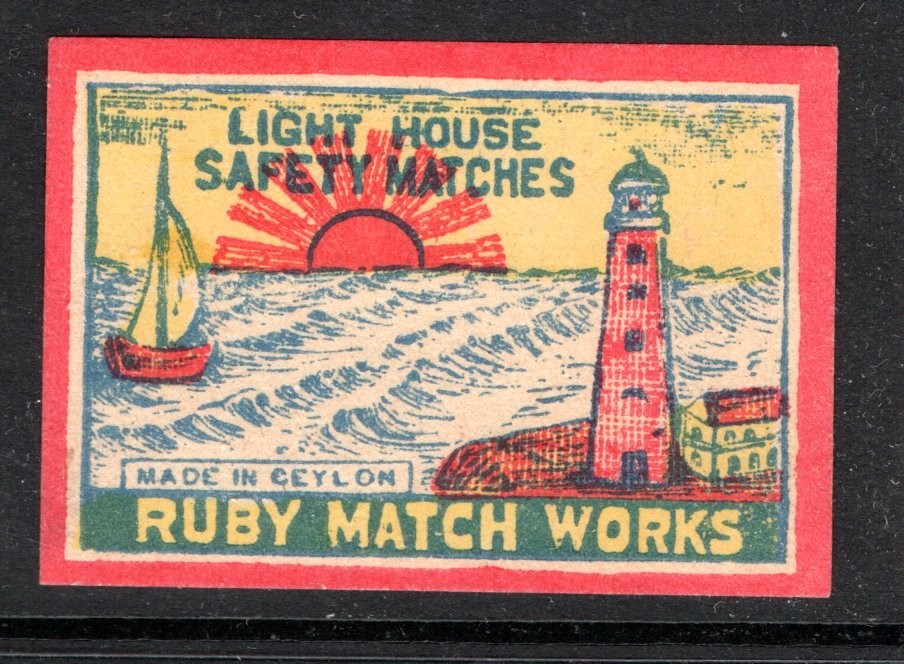 LIGHT HOUSE
SAFETY MATCHES
MADE IN CEYLON
RUBY MATCH WORKS